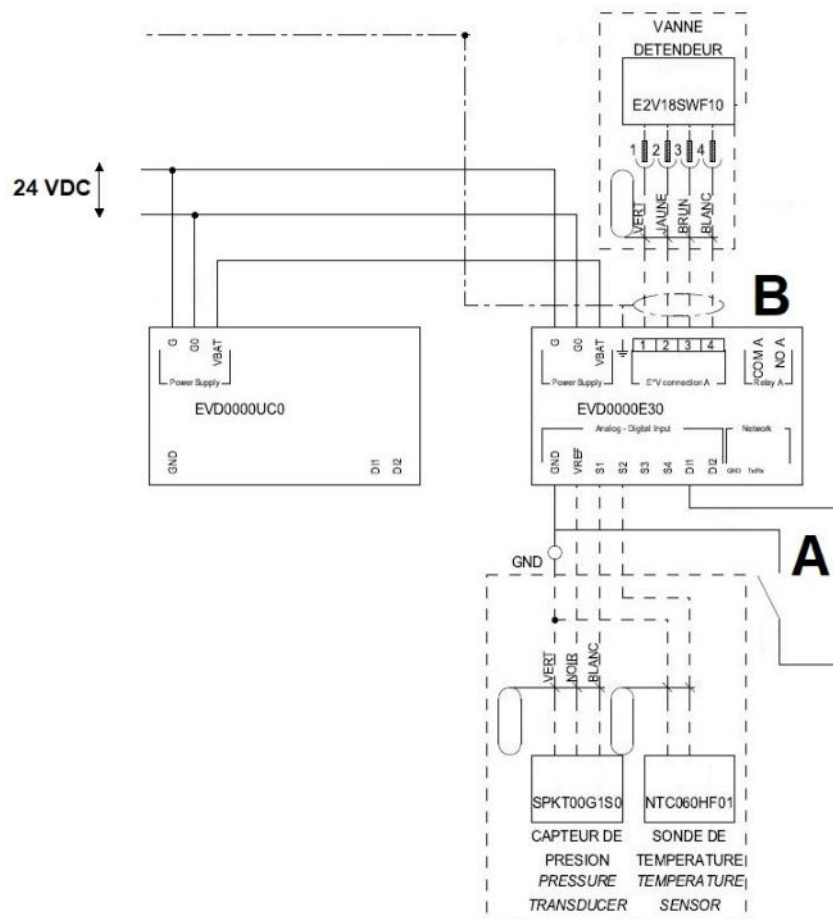 VANNE
DETENDEUR
E2V18SWF10
1 2 3 4
VERT
JAUNE
BRUN
BLANC
24 VDC
B
G
G0
VBAT
Power Supply
EVD0000UC0
GND
DI1
DI2
G
G0
VBAT
Power Supply
1 2 3 4
E*V connection A
COM A
NO A
Relay A
EVD0000E30
Analog - Digital Input
Network
GND
VREF
S1
S2
S3
S4
DI1
DI2
GND
Tx/Rx
A
GND
VERT
NOIR
BLANC
SPKT00G1S0
NTC060HF01
CAPTEUR DE
PRESION
PRESSURE
TRANSDUCER
SONDE DE
TEMPERATURE
TEMPERATURE
SENSOR